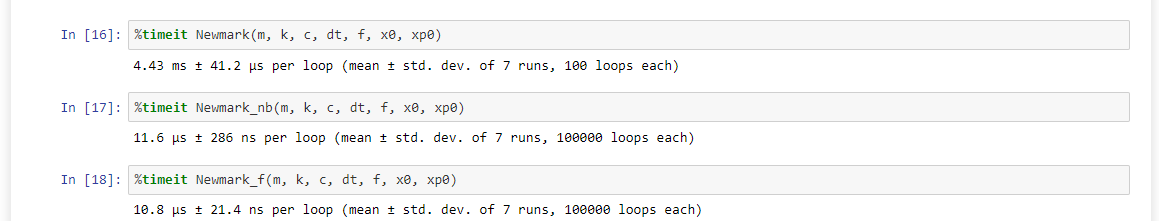 In [16]: %timeit Newmark(m, k, c, dt, f, x0, xp0)
4.43 ms ± 41.2 µs per loop (mean ± std. dev. of 7 runs, 100 loops each)
In [17]: %timeit Newmark_nb(m, k, c, dt, f, x0, xp0)
11.6 µs ± 286 ns per loop (mean ± std. dev. of 7 runs, 100000 loops each)
In [18]: %timeit Newmark_f(m, k, c, dt, f, x0, xp0)
10.8 µs ± 21.4 ns per loop (mean ± std. dev. of 7 runs, 100000 loops each)